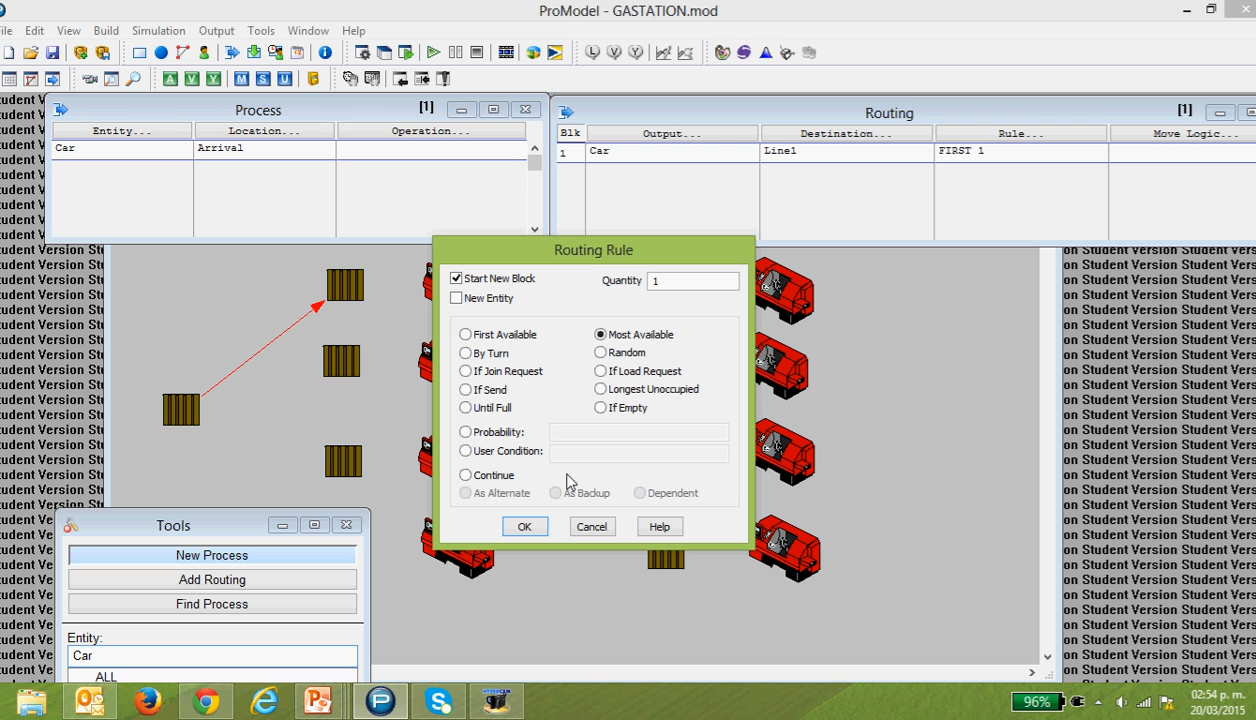 ProModel - GASTATION.mod
ile Edit View Build Simulation Output Tools Window Help
Process [1]
Entity... Location... Operation...
Car Arrival
Routing [1]
Blk Output... Destination... Rule... Move Logic...
1 Car Line1 FIRST 1
Routing Rule
Start New Block Quantity 1
New Entity
First Available Most Available
By Turn Random
If Join Request If Load Request
If Send Longest Unoccupied
Until Full If Empty
Probability:
User Condition:
Continue
As Alternate As Backup Dependent
OK Cancel Help
Tools
New Process
Add Routing
Find Process
Entity:
Car
ALL
96%
02:54 p. m.
20/03/2015